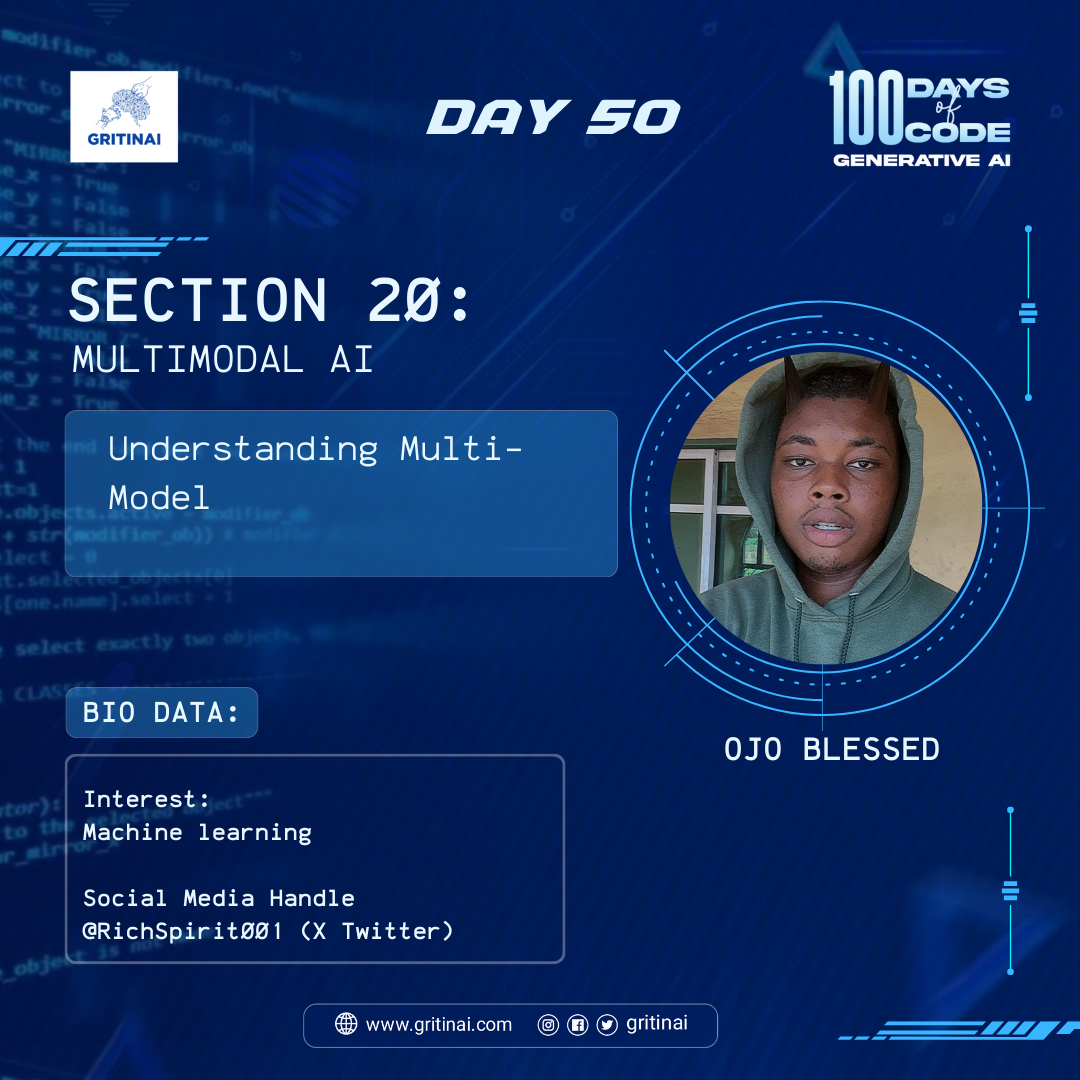 GRITINAI
DAY 50
100 DAYS
of
CODE
GENERATIVE AI
SECTION 20:
MULTIMODAL AI
Understanding Multi-
Model
OJO BLESSED
BIO DATA:
Interest:
Machine learning
Social Media Handle
@RichSpirit001 (X Twitter)
www.gritinai.com
gritinai